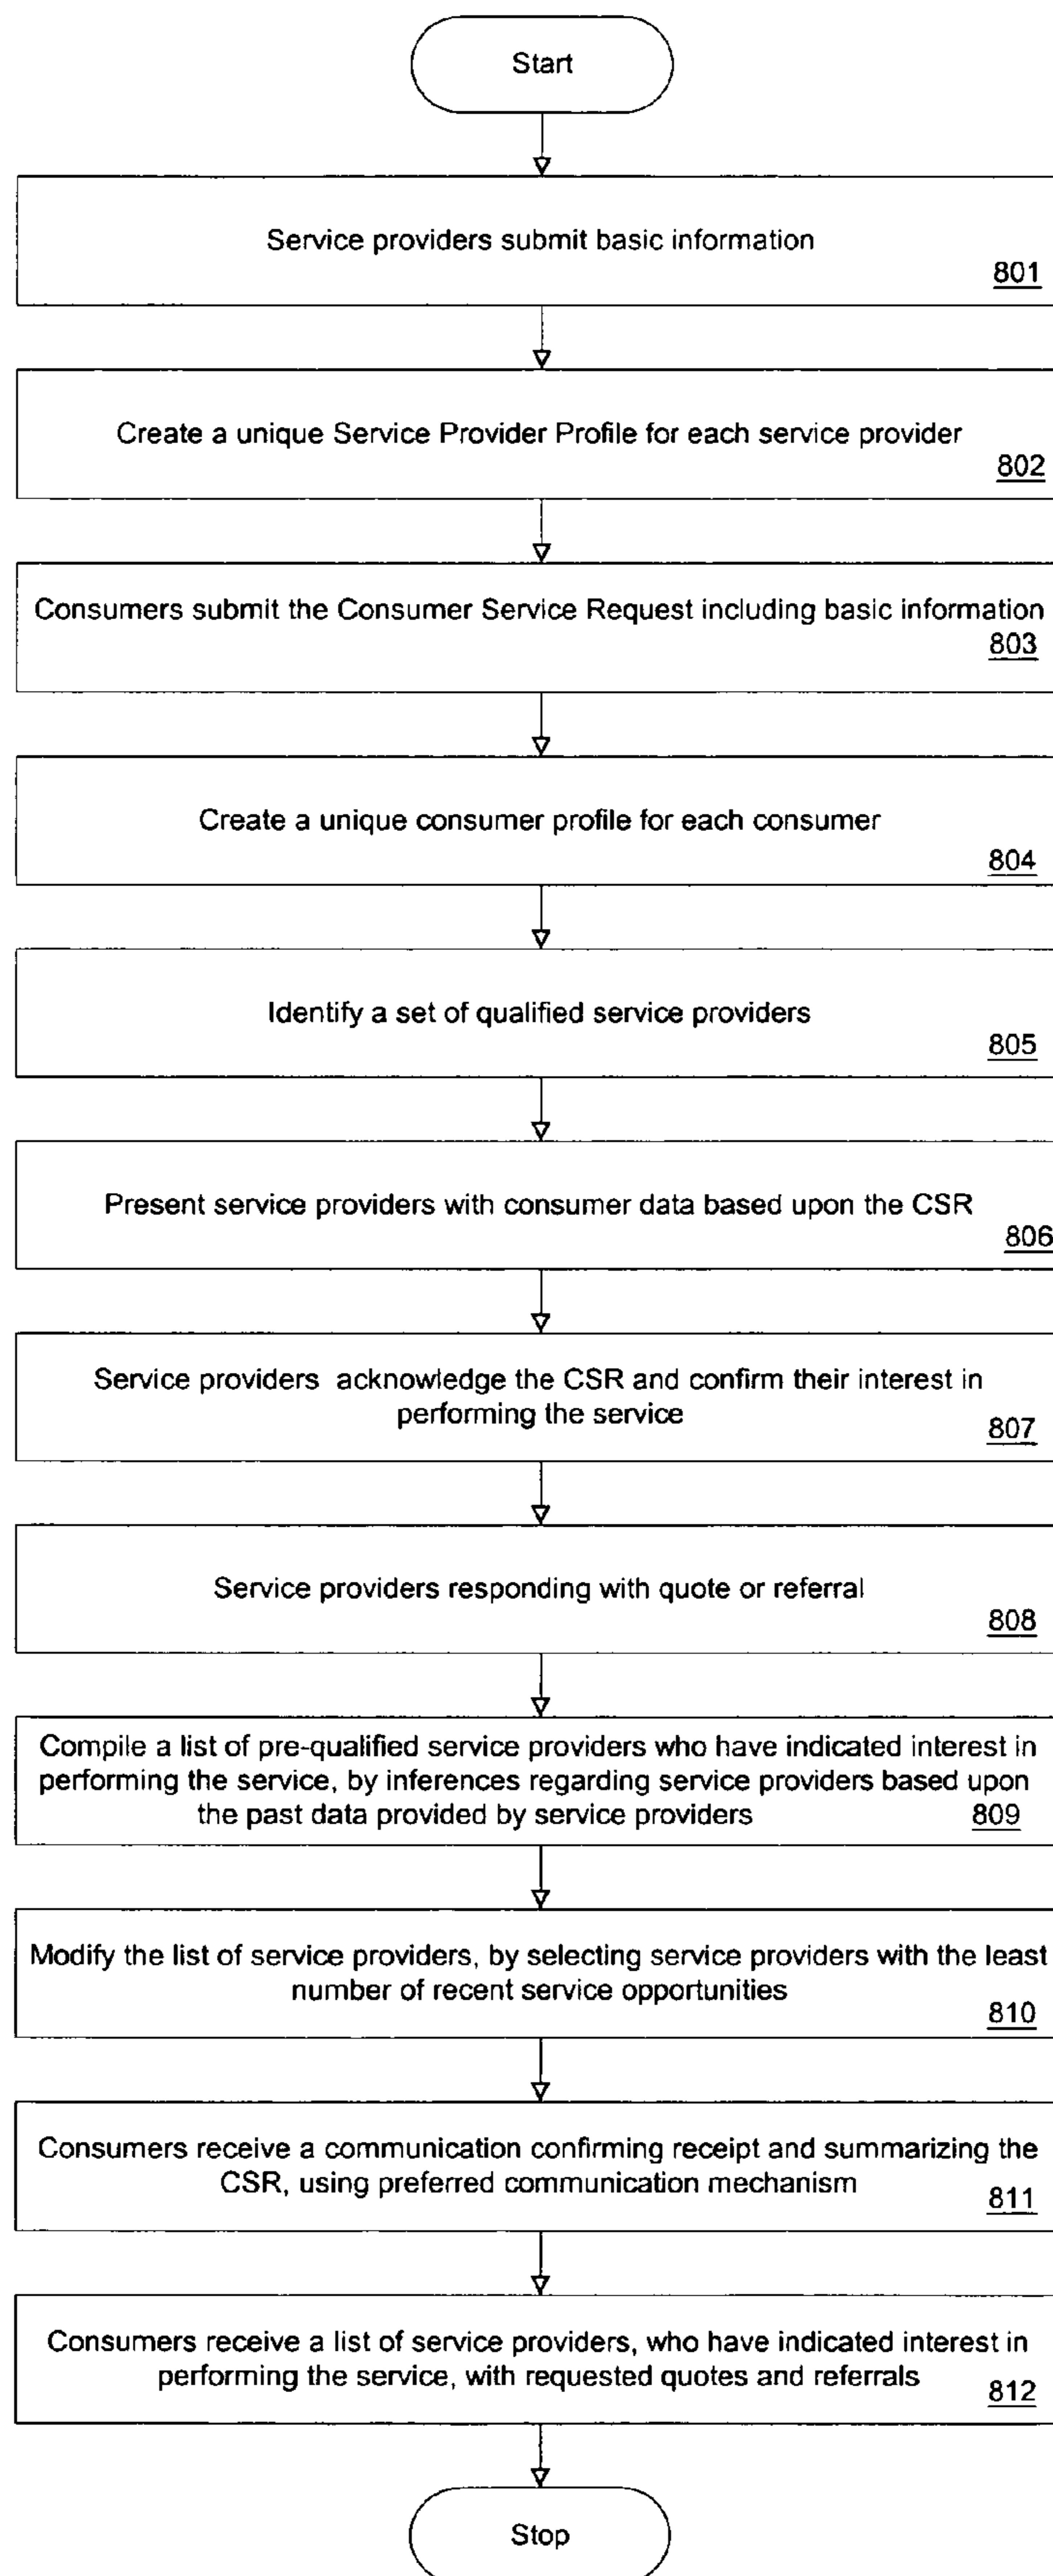 Start
Service providers submit basic information
801
Create a unique Service Provider Profile for each service provider
802
Consumers submit the Consumer Service Request including basic information
803
Create a unique consumer profile for each consumer
804
Identify a set of qualified service providers
805
Present service providers with consumer data based upon the CSR
806
Service providers acknowledge the CSR and confirm their interest in
performing the service
807
Service providers responding with quote or referral
808
Compile a list of pre-qualified service providers who have indicated interest in
performing the service, by inferences regarding service providers based upon
the past data provided by service providers 809
Modify the list of service providers, by selecting service providers with the least
number of recent service opportunities
810
Consumers receive a communication confirming receipt and summarizing the
CSR, using preferred communication mechanism
811
Consumers receive a list of service providers, who have indicated interest in
performing the service, with requested quotes and referrals
812
Stop